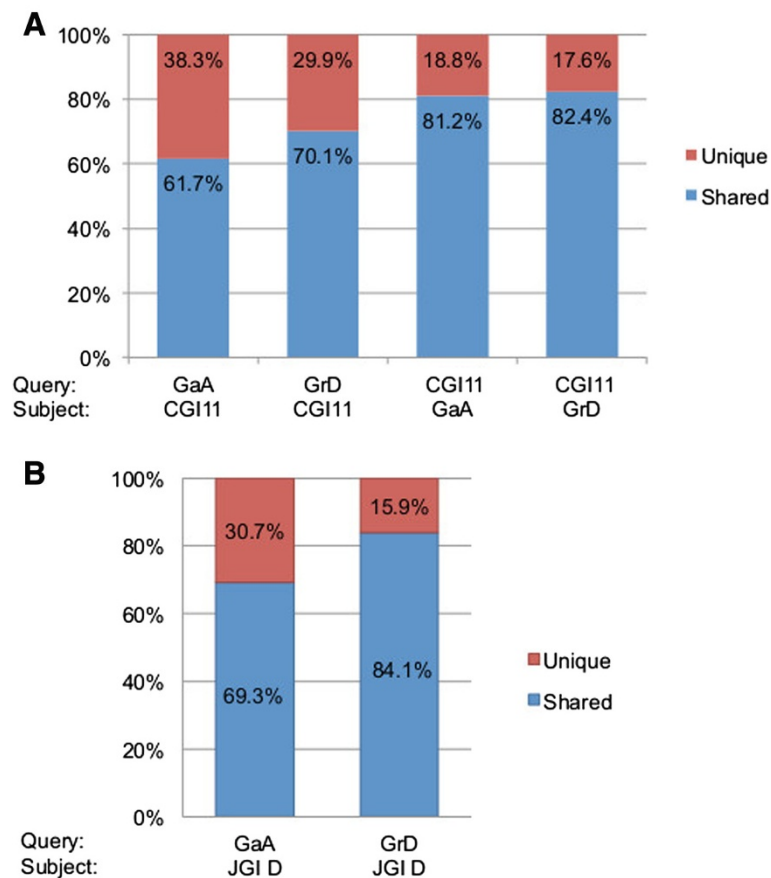 A
100%
80%
60%
40%
20%
0%
38.3%
29.9%
18.8%
17.6%
61.7%
70.1%
81.2%
82.4%
Unique
Shared
Query: GaA GrD CGI11 CGI11
Subject: CGI11 CGI11 GaA GrD
B
100%
80%
60%
40%
20%
0%
30.7%
15.9%
69.3%
84.1%
Unique
Shared
Query: GaA GrD
Subject: JGI D JGI D